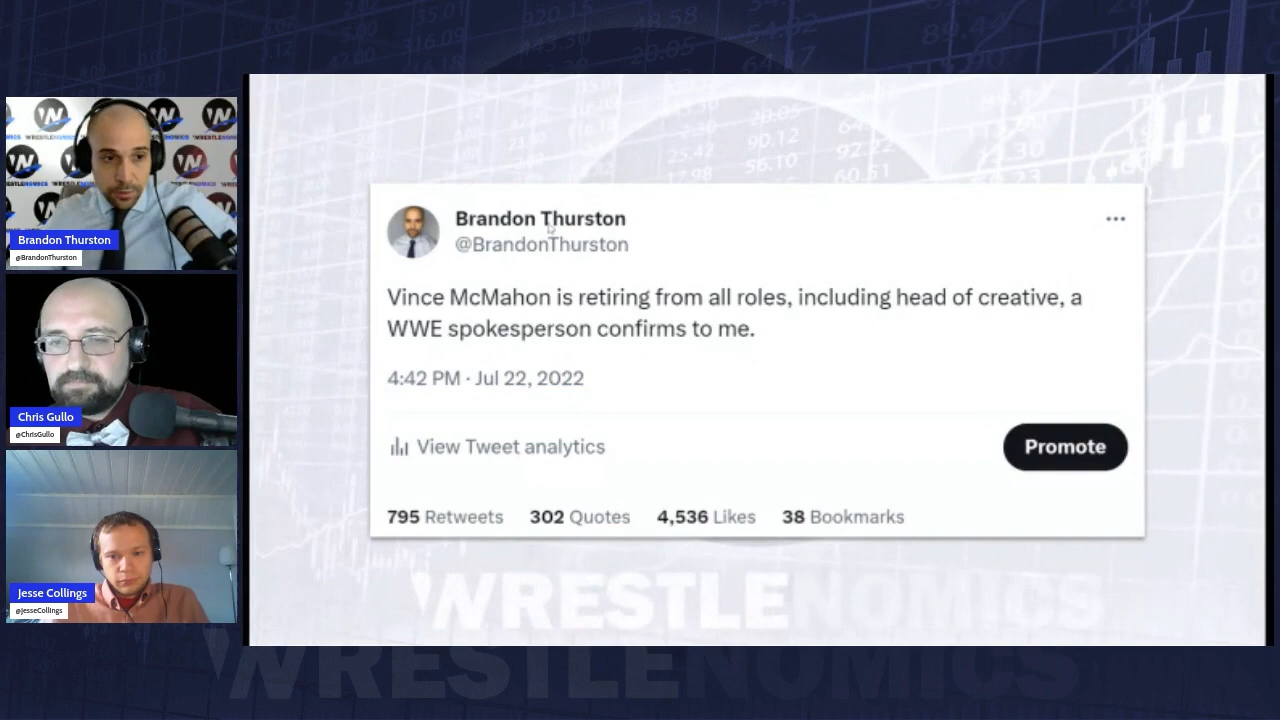 Brandon Thurston
@BrandonThurston
Chris Gullo
@ChrisGullo
Jesse Collings
@JesseCollings
Brandon Thurston
@BrandonThurston
Vince McMahon is retiring from all roles, including head of creative, a
WWE spokesperson confirms to me.
4:42 PM · Jul 22, 2022
View Tweet analytics
Promote
795 Retweets 302 Quotes 4,536 Likes 38 Bookmarks
WRESTLENOMICS
WRESTLENOMICS